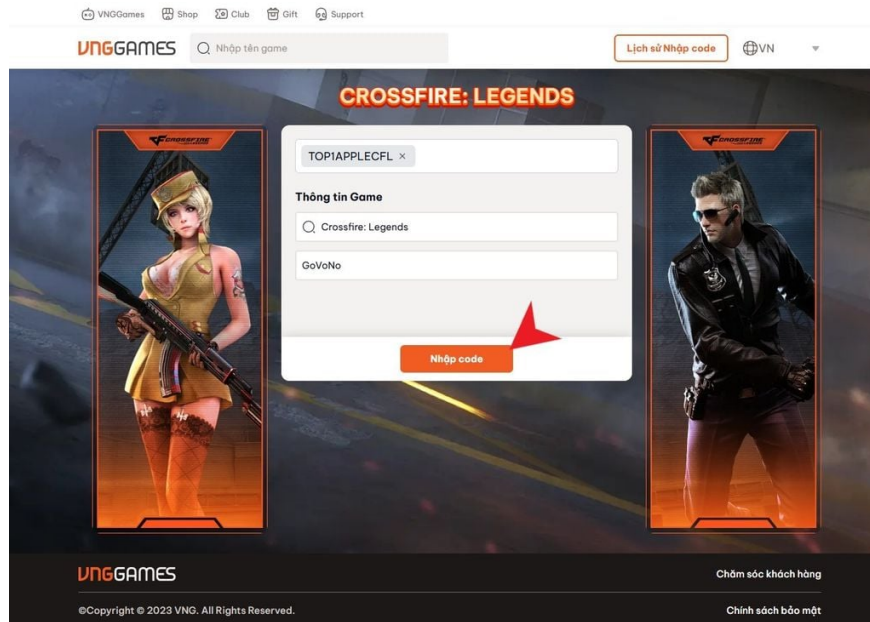 VNGGames Shop Club Gift Support
VNGGAMES Nhập tên game Lịch sử Nhập code VN
CROSSFIRE: LEGENDS
CROSSFIRE
CROSSFIRE
TOP1APPLECFL ×
Thông tin Game
Crossfire: Legends
GoVoNo
Nhập code
VNGGAMES
Chăm sóc khách hàng
©Copyright © 2023 VNG. All Rights Reserved.
Chính sách bảo mật